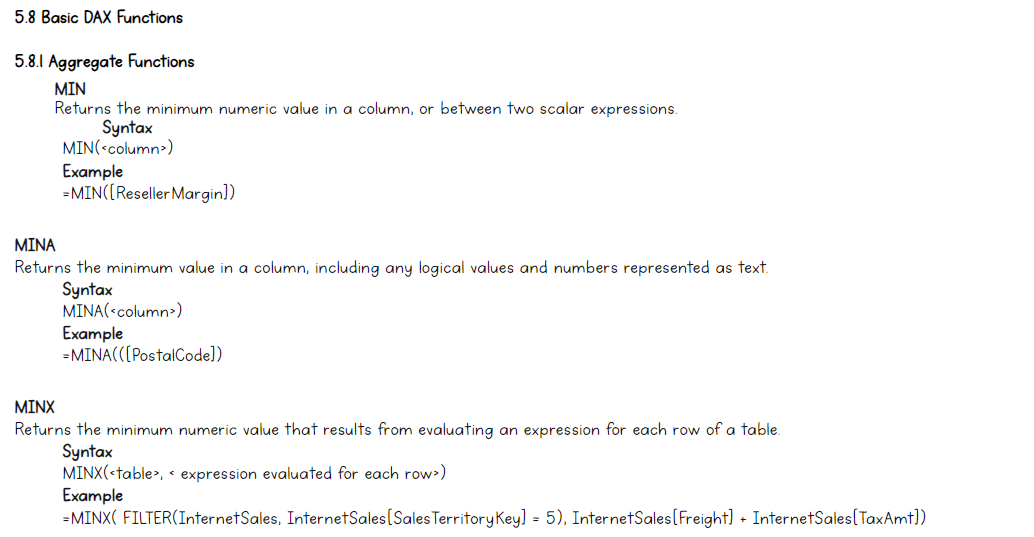 5.8 Basic DAX Functions
5.8.1 Aggregate Functions
MIN
Returns the minimum numeric value in a column, or between two scalar expressions.
Syntax
MIN(<column>)
Example
=MIN([ResellerMargin])
MINA
Returns the minimum value in a column, including any logical values and numbers represented as text.
Syntax
MINA(<column>)
Example
=MINA(([PostalCode])
MINX
Returns the minimum numeric value that results from evaluating an expression for each row of a table.
Syntax
MINX(<table>, < expression evaluated for each row>)
Example
=MINX( FILTER(InternetSales, InternetSales[SalesTerritoryKey] = 5), InternetSales[Freight] + InternetSales[TaxAmt])